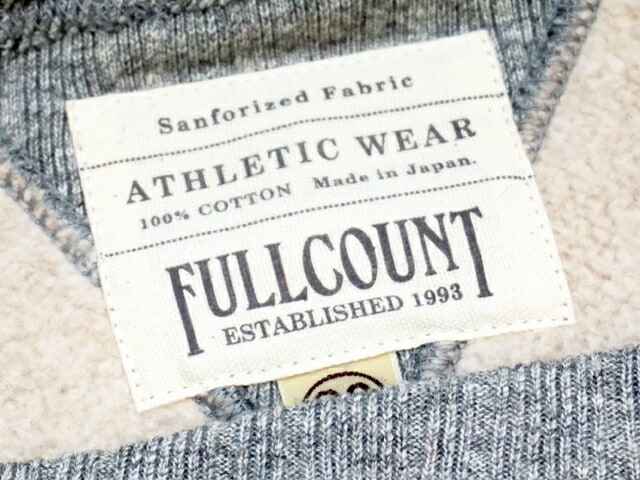 Sanforized Fabric
ATHLETIC WEAR
100% COTTON Made in Japan.
FULLCOUNT
ESTABLISHED 1993